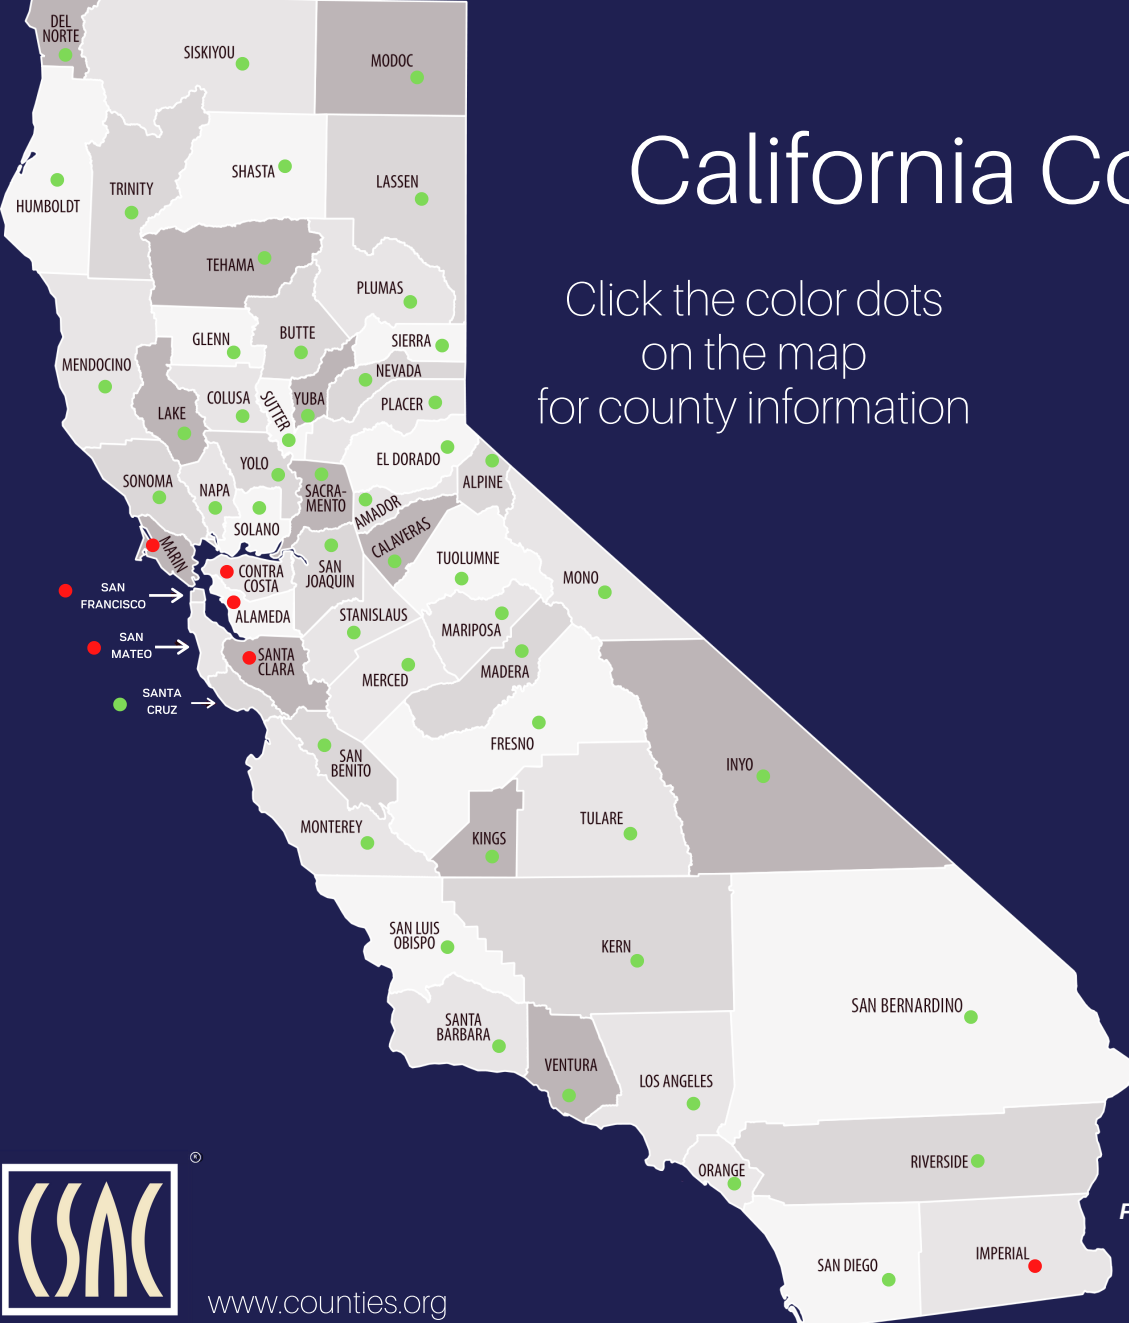 DEL
NORTE
SISKIYOU
MODOC
HUMBOLDT
TRINITY
SHASTA
LASSEN
California Co
TEHAMA
PLUMAS
Click the color dots
on the map
for county information
GLENN
BUTTE
SIERRA
MENDOCINO
LAKE
COLUSA
SUTTER
YUBA
NEVADA
PLACER
EL DORADO
ALPINE
SONOMA
NAPA
YOLO
SACRA-
MENTO
AMADOR
SOLANO
CALAVERAS
MARIN
CONTRA
COSTA
SAN
JOAQUIN
TUOLUMNE
MONO
SAN
FRANCISCO
ALAMEDA
STANISLAUS
MARIPOSA
SAN
MATEO
SANTA
CLARA
MERCED
MADERA
SANTA
CRUZ
FRESNO
SAN
BENITO
INYO
MONTEREY
KINGS
TULARE
SAN LUIS
OBISPO
KERN
SAN BERNARDINO
SANTA
BARBARA
VENTURA
LOS ANGELES
ORANGE
RIVERSIDE
SAN DIEGO
IMPERIAL
CSAC
®
www.counties.org